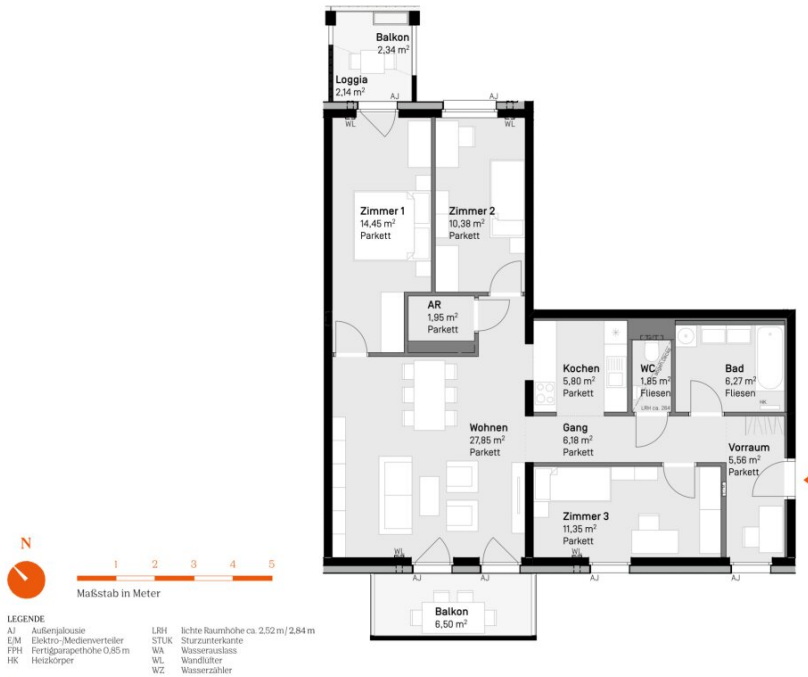 Balkon
2,34 m²
Loggia
2,14 m²
AJ
AJ
WL
WL
Zimmer 1
14,45 m²
Parkett
Zimmer 2
10,38 m²
Parkett
AR
1,95 m²
Parkett
Kochen
5,80 m²
Parkett
WC
1,85 m²
Fliesen
Bad
6,27 m²
Fliesen
HK
Wohnen
27,85 m²
Parkett
Gang
6,18 m²
Parkett
Vorraum
5,56 m²
Parkett
Zimmer 3
11,35 m²
Parkett
WL
WL
AJ
AJ
AJ
AJ
Balkon
6,50 m²
N
1 2 3 4 5
Maßstab in Meter
LEGENDE
AJ Außenjalousie
E/M Elektro-/Medienverteiler
FPH Fertigparapethöhe 0,85 m
HK Heizkörper
LRH lichte Raumhöhe ca. 2,52 m / 2,84 m
STUK Sturzunterkante
WA Wasserauslass
WL Wandlüfter
WZ Wasserzähler